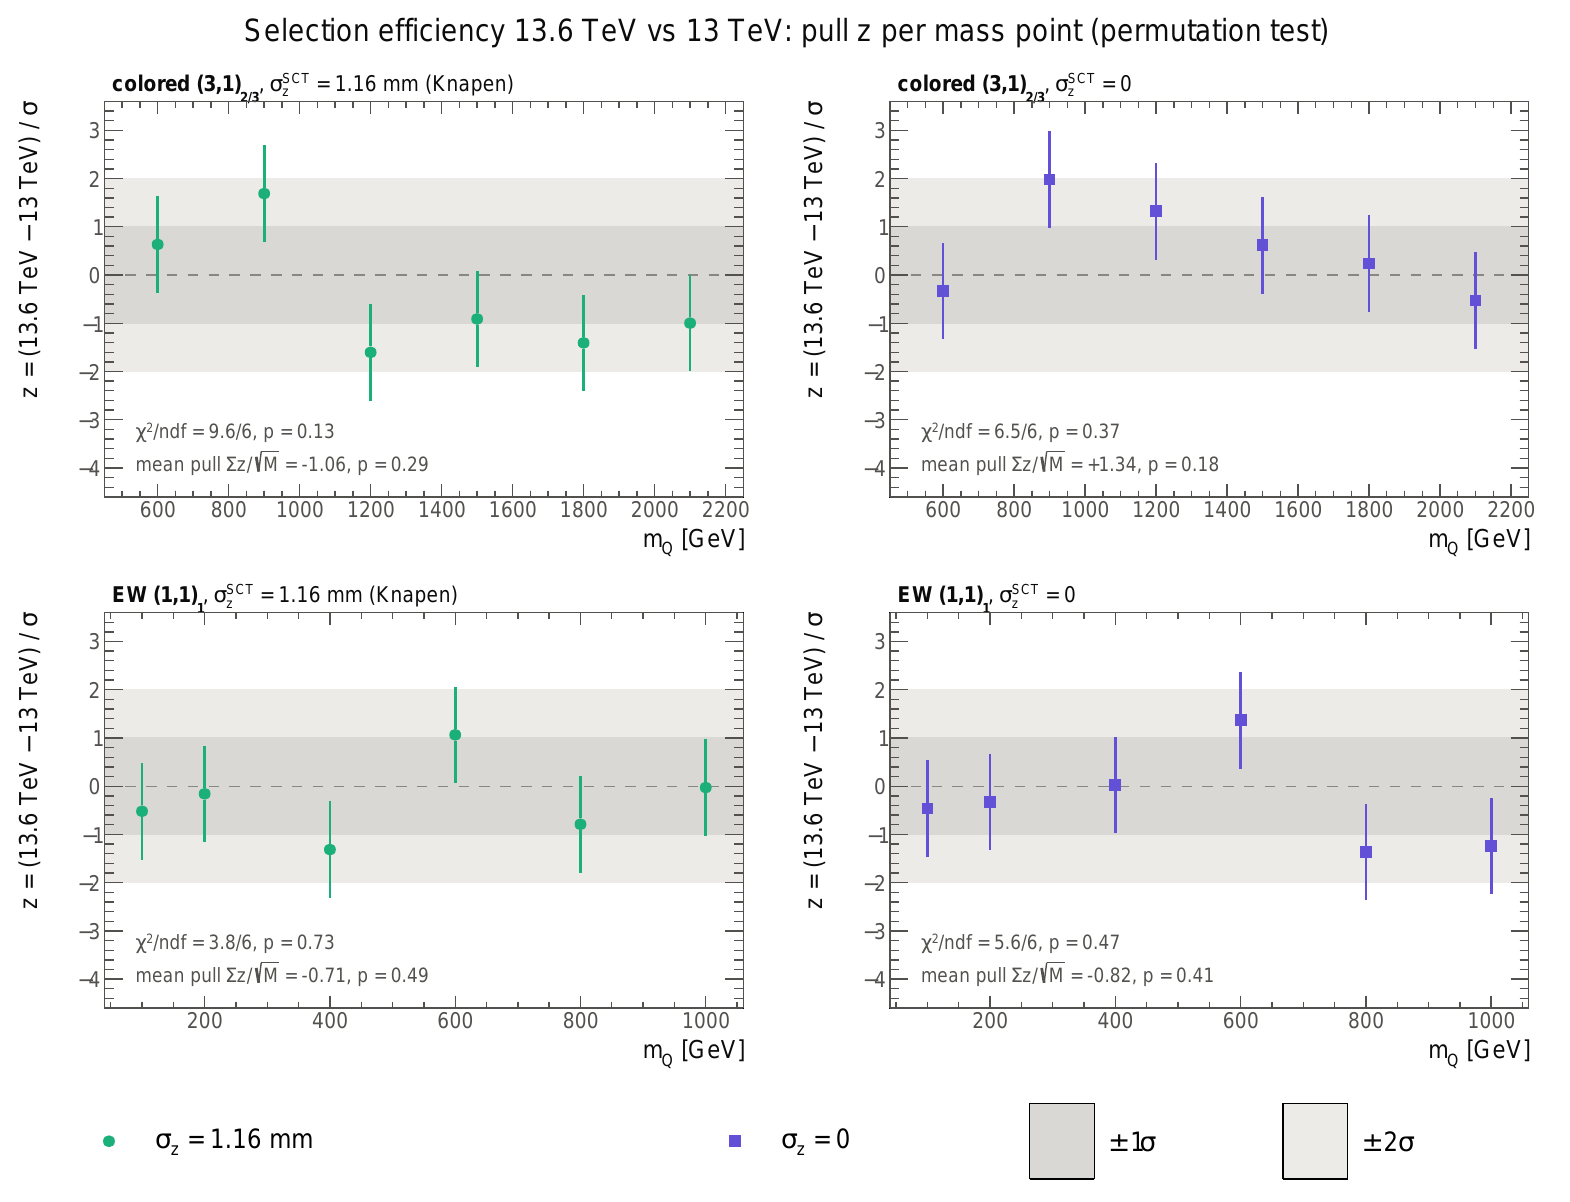 Selection efficiency 13.6 TeV vs 13 TeV: pull z per mass point (permutation test)
colored (3,1)2/3, σzSCT = 1.16 mm (Knapen)
z = (13.6 TeV −13 TeV) / σ
3
2
1
0
−1
−2
−3
−4
χ²/ndf = 9.6/6, p = 0.13
mean pull Σz/√M = -1.06, p = 0.29
600 800 1000 1200 1400 1600 1800 2000 2200
mQ [GeV]
colored (3,1)2/3, σzSCT = 0
z = (13.6 TeV −13 TeV) / σ
3
2
1
0
−1
−2
−3
−4
χ²/ndf = 6.5/6, p = 0.37
mean pull Σz/√M = +1.34, p = 0.18
600 800 1000 1200 1400 1600 1800 2000 2200
mQ [GeV]
EW (1,1)1, σzSCT = 1.16 mm (Knapen)
z = (13.6 TeV −13 TeV) / σ
3
2
1
0
−1
−2
−3
−4
χ²/ndf = 3.8/6, p = 0.73
mean pull Σz/√M = -0.71, p = 0.49
200 400 600 800 1000
mQ [GeV]
EW (1,1)1, σzSCT = 0
z = (13.6 TeV −13 TeV) / σ
3
2
1
0
−1
−2
−3
−4
χ²/ndf = 5.6/6, p = 0.47
mean pull Σz/√M = -0.82, p = 0.41
200 400 600 800 1000
mQ [GeV]
σz = 1.16 mm
σz = 0
±1σ
±2σ